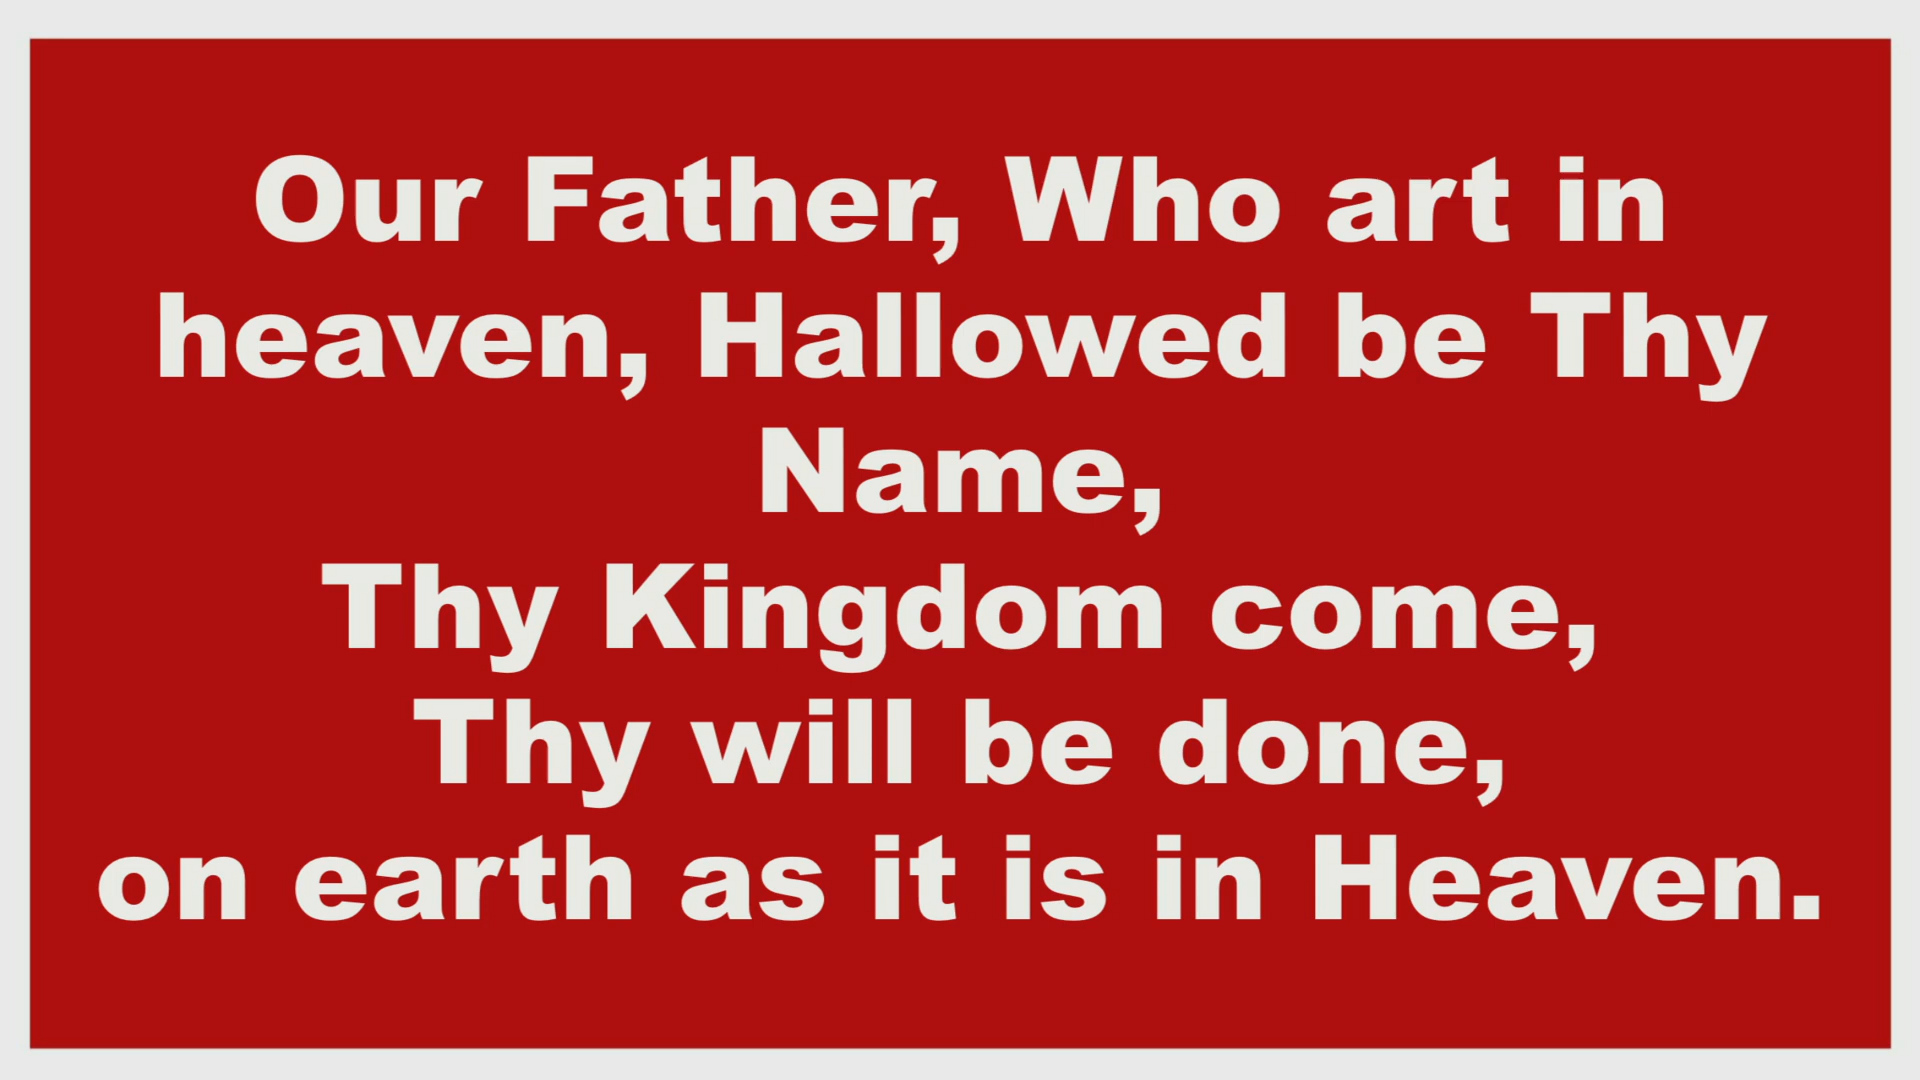 Our Father, Who art in
heaven, Hallowed be Thy
Name,
Thy Kingdom come,
Thy will be done,
on earth as it is in Heaven.